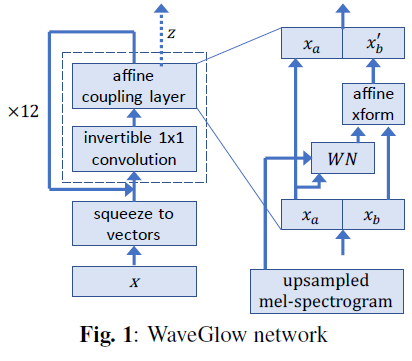 z
affine
coupling layer
×12
invertible 1x1
convolution
squeeze to
vectors
x
x_a
x_b′
affine
xform
WN
x_a
x_b
upsampled
mel-spectrogram
Fig. 1: WaveGlow network